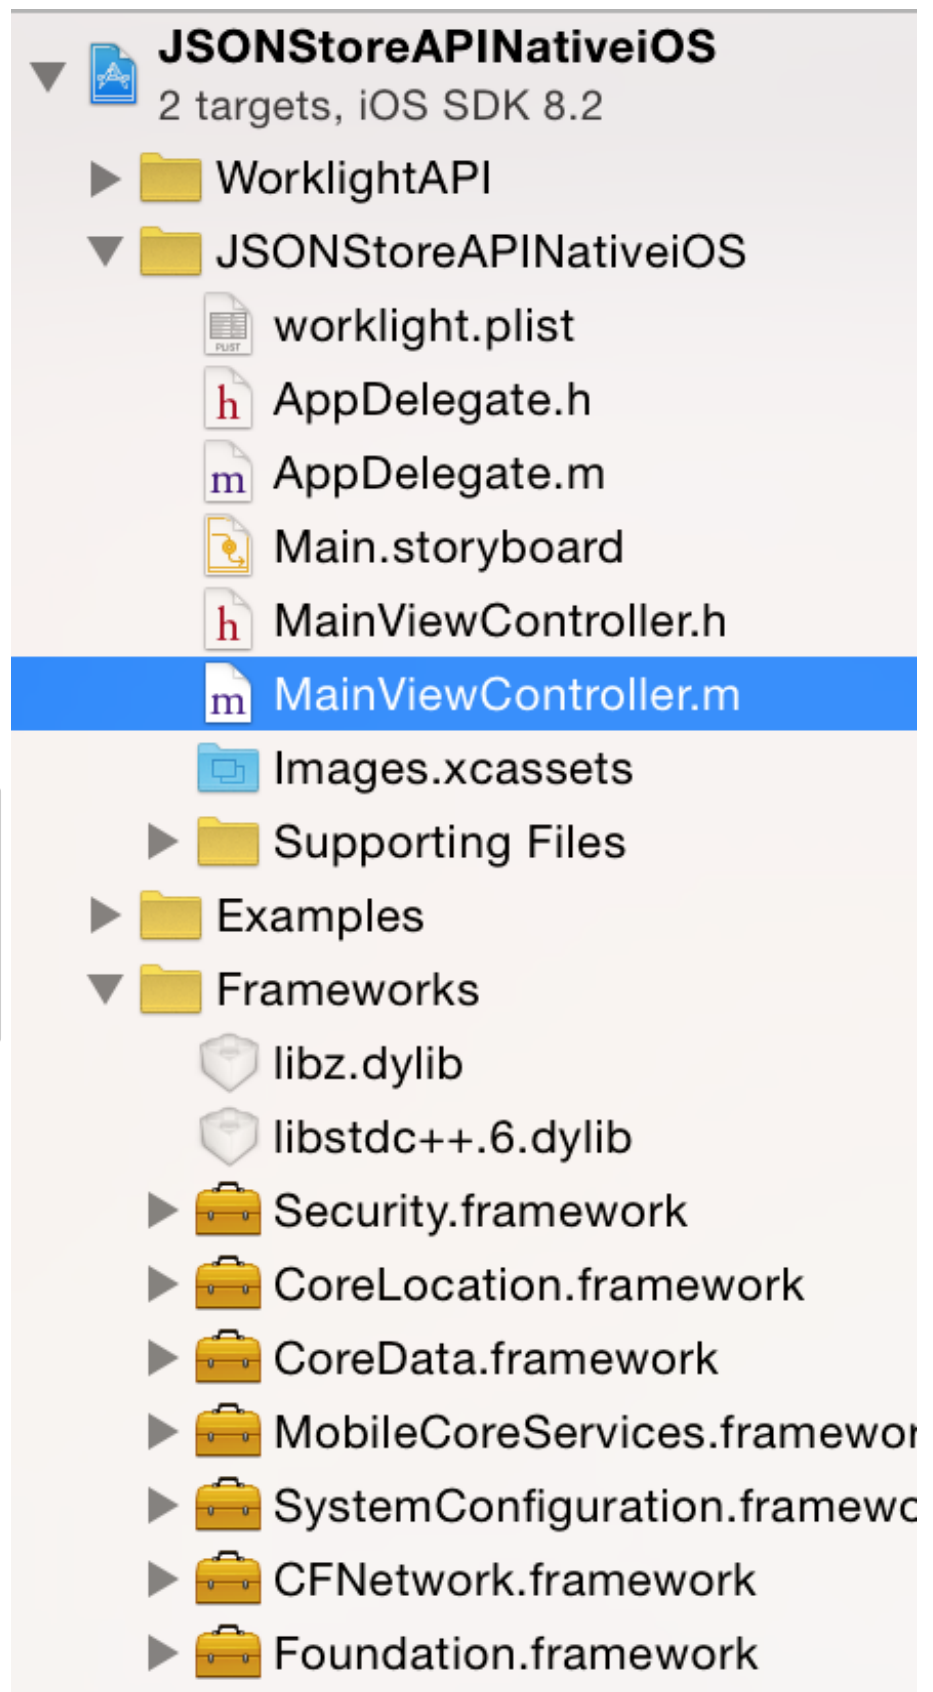 JSONStoreAPINativeiOS
2 targets, iOS SDK 8.2
WorklightAPI
JSONStoreAPINativeiOS
PLIST
worklight.plist
h AppDelegate.h
m AppDelegate.m
Main.storyboard
h MainViewController.h
m MainViewController.m
Images.xcassets
Supporting Files
Examples
Frameworks
libz.dylib
libstdc++.6.dylib
Security.framework
CoreLocation.framework
CoreData.framework
MobileCoreServices.framewor
SystemConfiguration.framewo
CFNetwork.framework
Foundation.framework